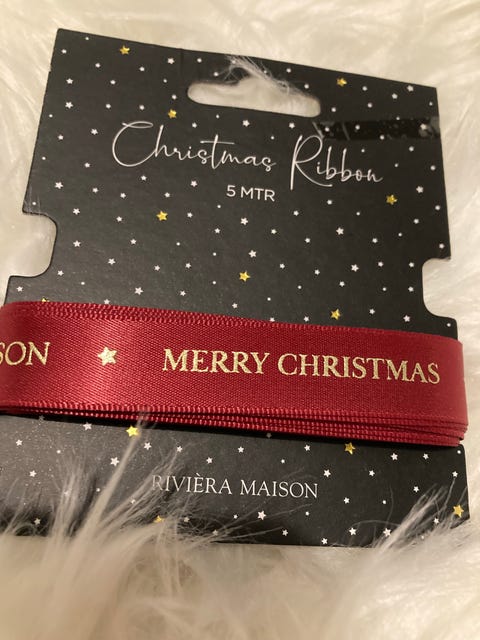 Christmas Ribbon
5 MTR
SON ★ MERRY CHRISTMAS
RIVIÈRA MAISON